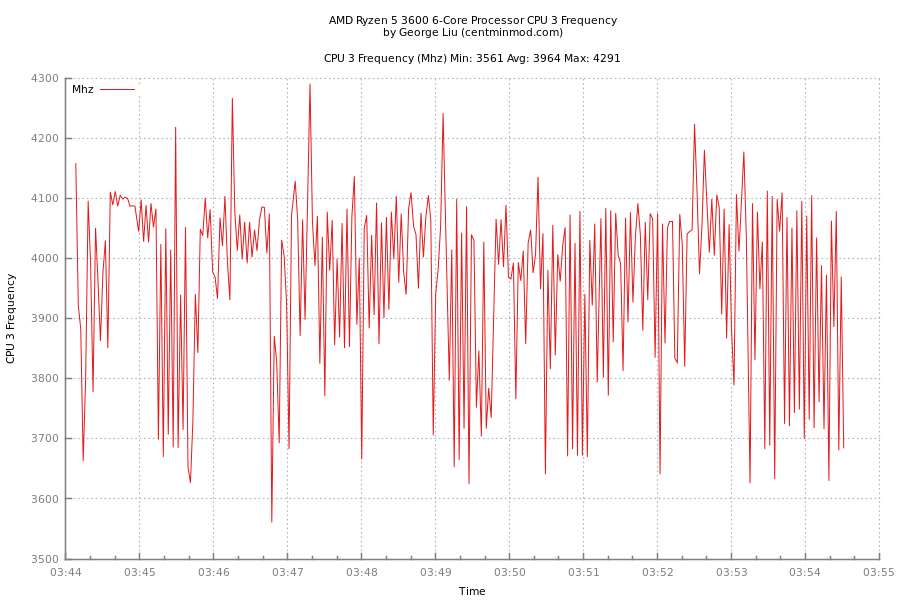 AMD Ryzen 5 3600 6-Core Processor CPU 3 Frequency
by George Liu (centminmod.com)
CPU 3 Frequency (Mhz) Min: 3561 Avg: 3964 Max: 4291
Mhz
4300
4200
4100
4000
3900
3800
3700
3600
3500
CPU 3 Frequency
03:44 03:45 03:46 03:47 03:48 03:49 03:50 03:51 03:52 03:53 03:54 03:55
Time